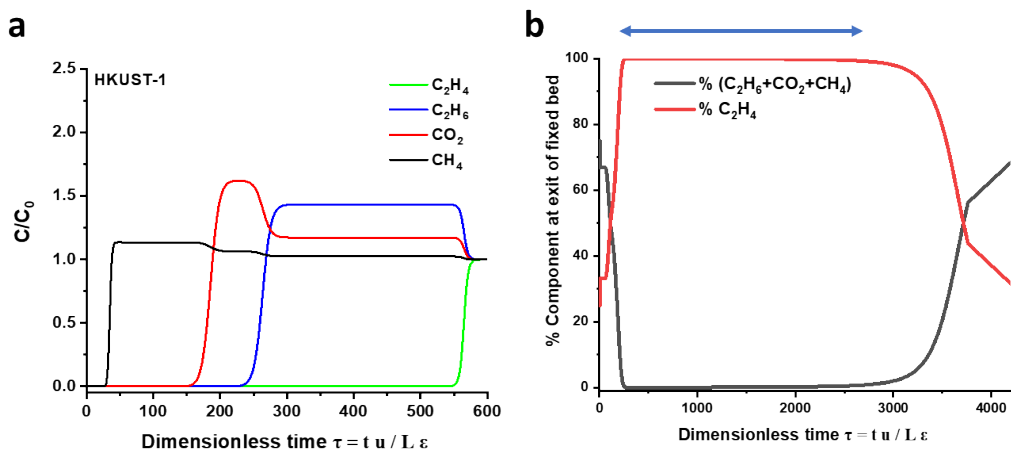 a
HKUST-1
C₂H₄
C₂H₆
CO₂
CH₄
2.5
2.0
1.5
1.0
0.5
0.0
C/C₀
0
100
200
300
400
500
600
Dimensionless time τ = t u / L ε
b
% (C₂H₆+CO₂+CH₄)
% C₂H₄
100
80
60
40
20
0
% Component at exit of fixed bed
0
1000
2000
3000
4000
Dimensionless time τ = t u / L ε